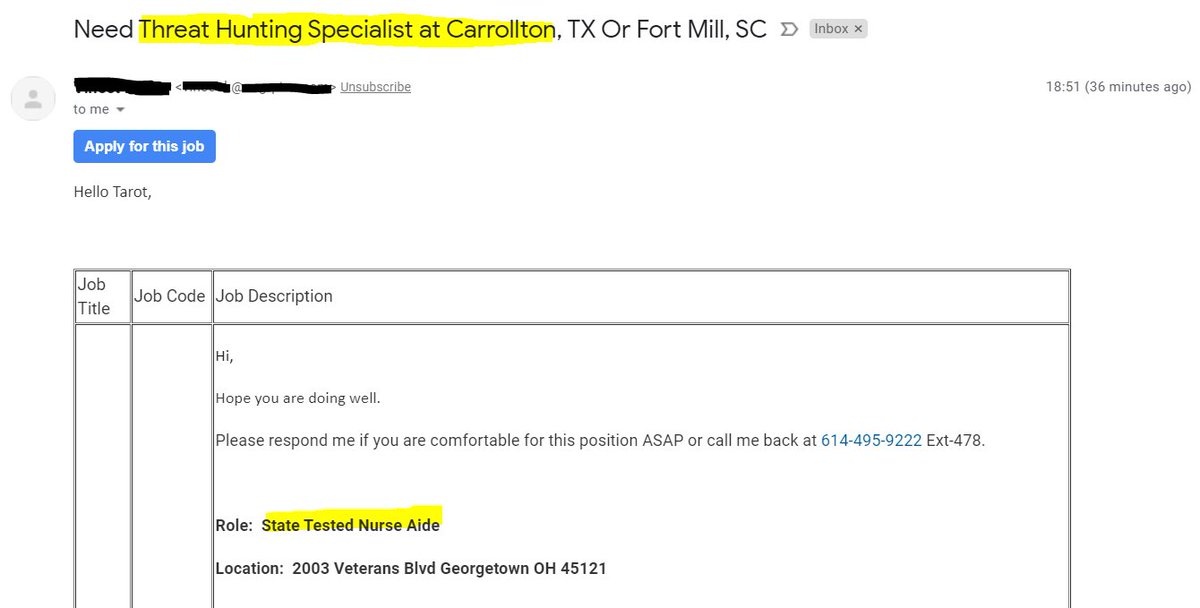 Need Threat Hunting Specialist at Carrollton, TX Or Fort Mill, SC Inbox ×
< @ > Unsubscribe 18:51 (36 minutes ago)
to me
Apply for this job
Hello Tarot,
Job Title Job Code Job Description
Hi,
Hope you are doing well.
Please respond me if you are comfortable for this position ASAP or call me back at 614-495-9222 Ext-478.
Role: State Tested Nurse Aide
Location: 2003 Veterans Blvd Georgetown OH 45121